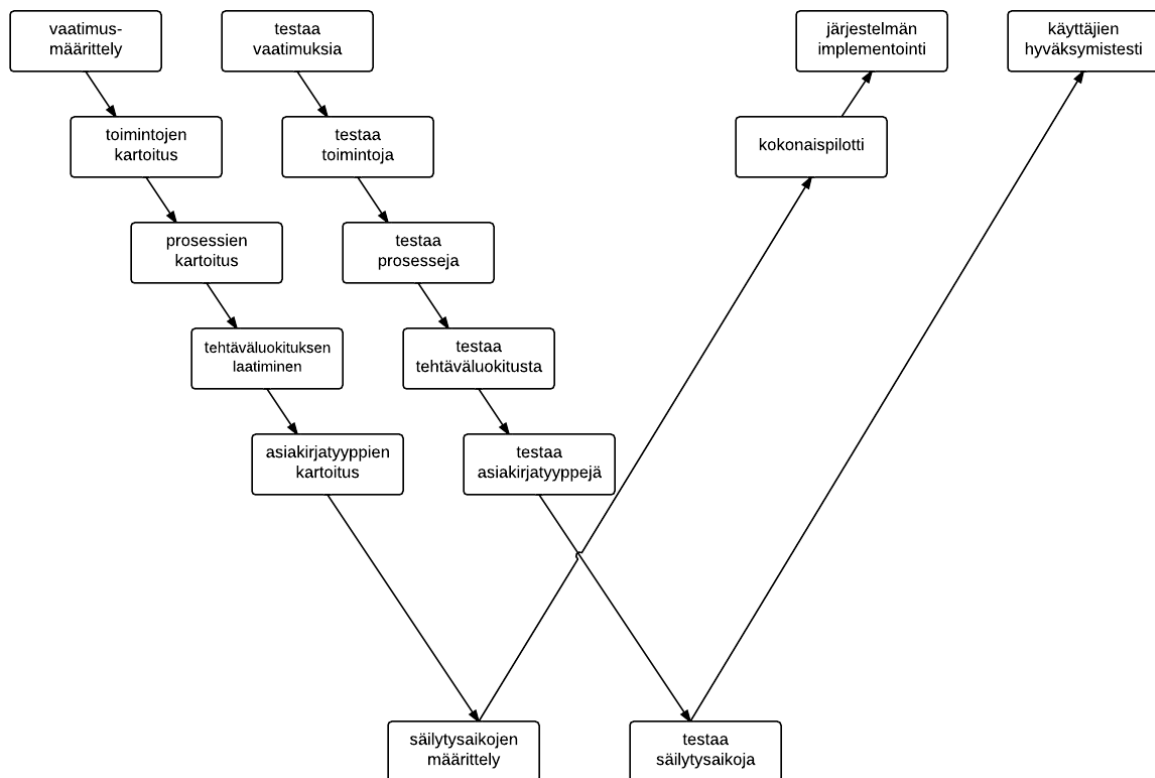 vaatimus-
määrittely
testaa
vaatimuksia
järjestelmän
implementointi
käyttäjien
hyväksymistesti
toimintojen
kartoitus
testaa
toimintoja
kokonaispilotti
prosessien
kartoitus
testaa
prosesseja
tehtäväluokituksen
laatiminen
testaa
tehtäväluokitusta
asiakirjatyyppien
kartoitus
testaa
asiakirjatyyppejä
säilytysaikojen
määrittely
testaa
säilytysaikoja